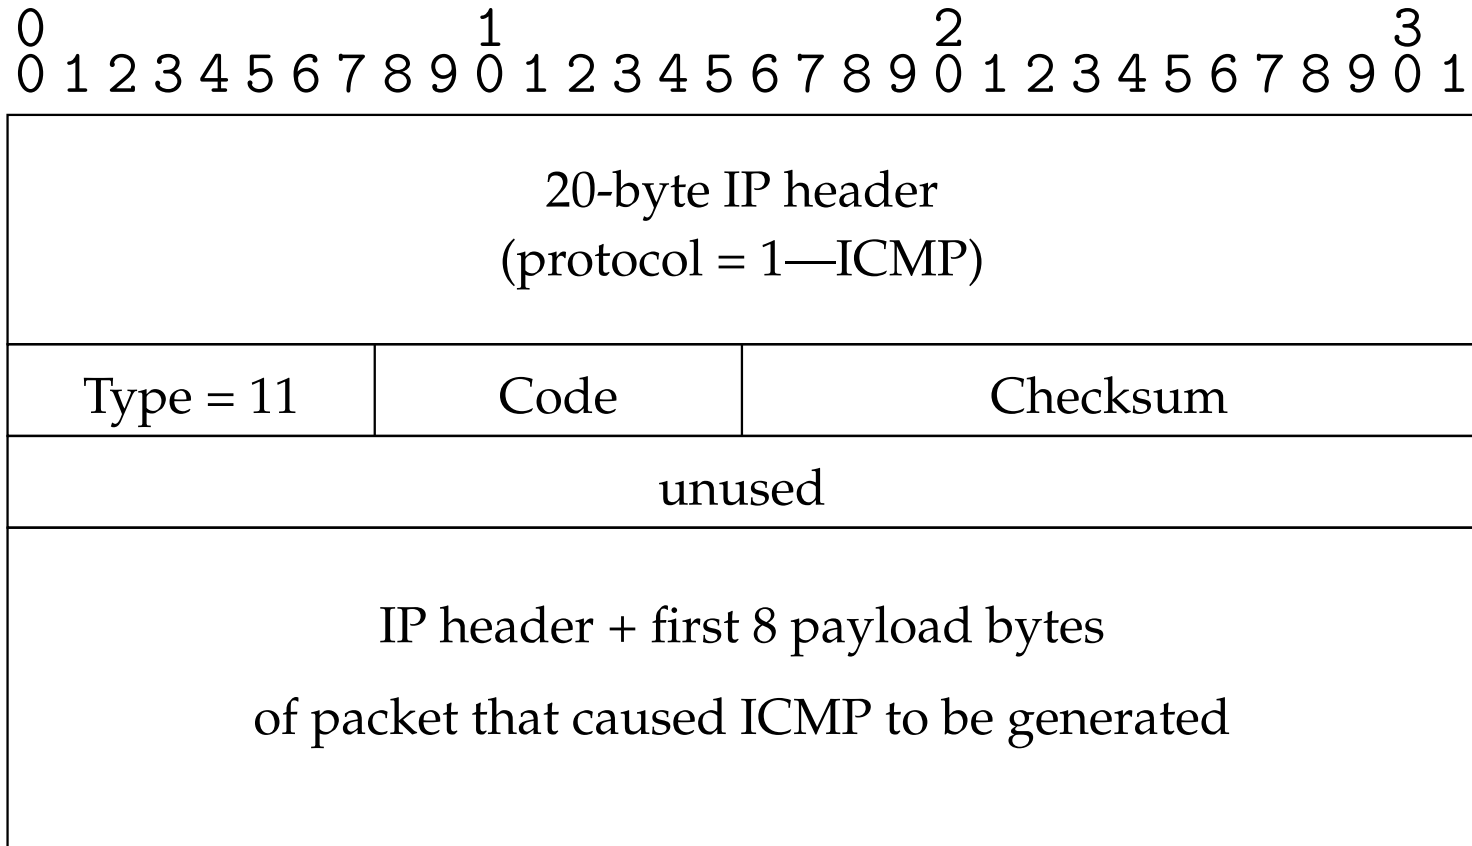 0 1 2 3
0 1 2 3 4 5 6 7 8 9 0 1 2 3 4 5 6 7 8 9 0 1 2 3 4 5 6 7 8 9 0 1
20-byte IP header
(protocol = 1—ICMP)
Type = 11 Code Checksum
unused
IP header + first 8 payload bytes
of packet that caused ICMP to be generated